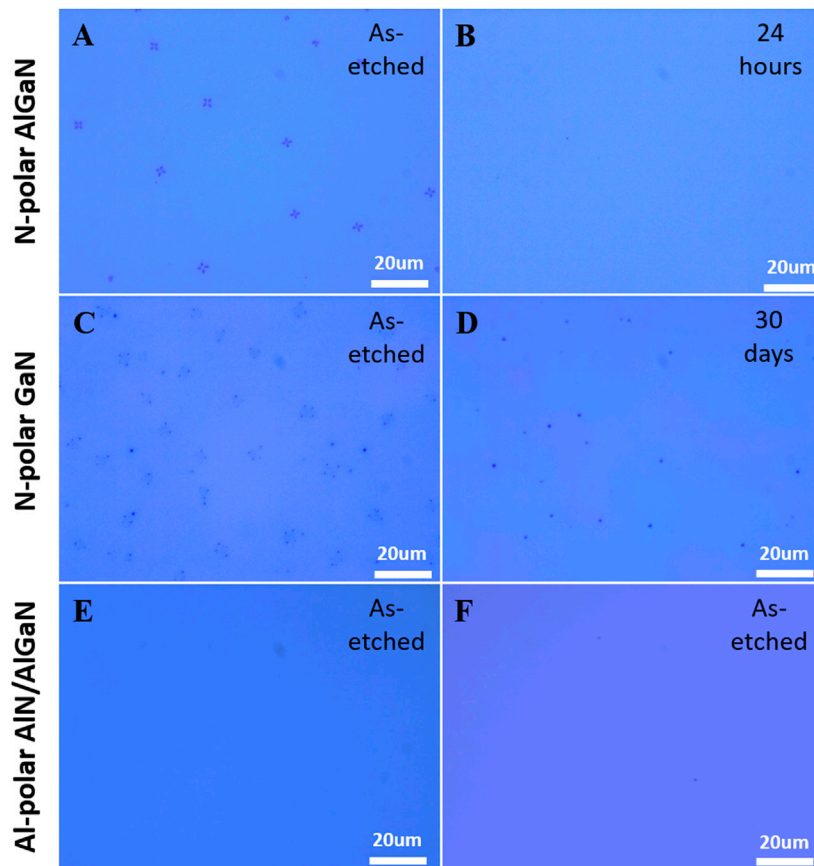 N-polar AlGaN
A
As-
etched
20um
B
24
hours
20um
N-polar GaN
C
As-
etched
20um
D
30
days
20um
Al-polar AlN/AlGaN
E
As-
etched
20um
F
As-
etched
20um